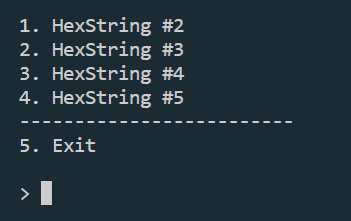 1. HexString #2
2. HexString #3
3. HexString #4
4. HexString #5
-------------------------
5. Exit
>